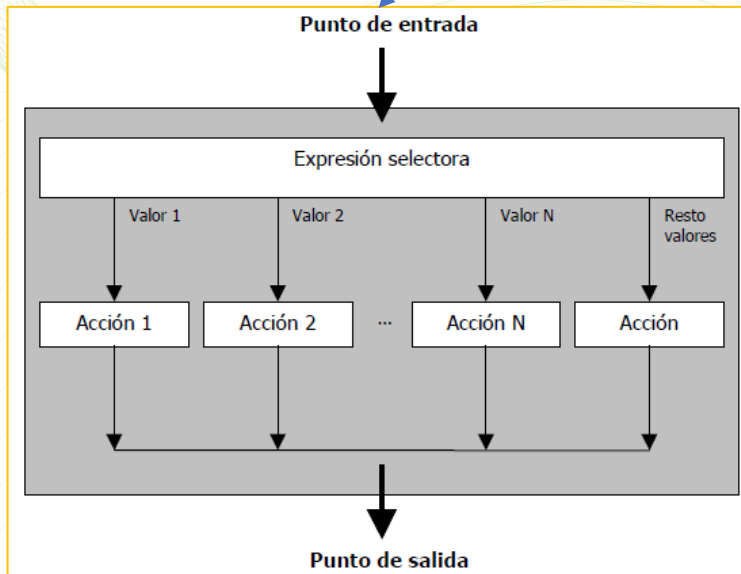 Punto de entrada
Expresión selectora
Valor 1
Valor 2
Valor N
Resto
valores
Acción 1
Acción 2
...
Acción N
Acción
Punto de salida